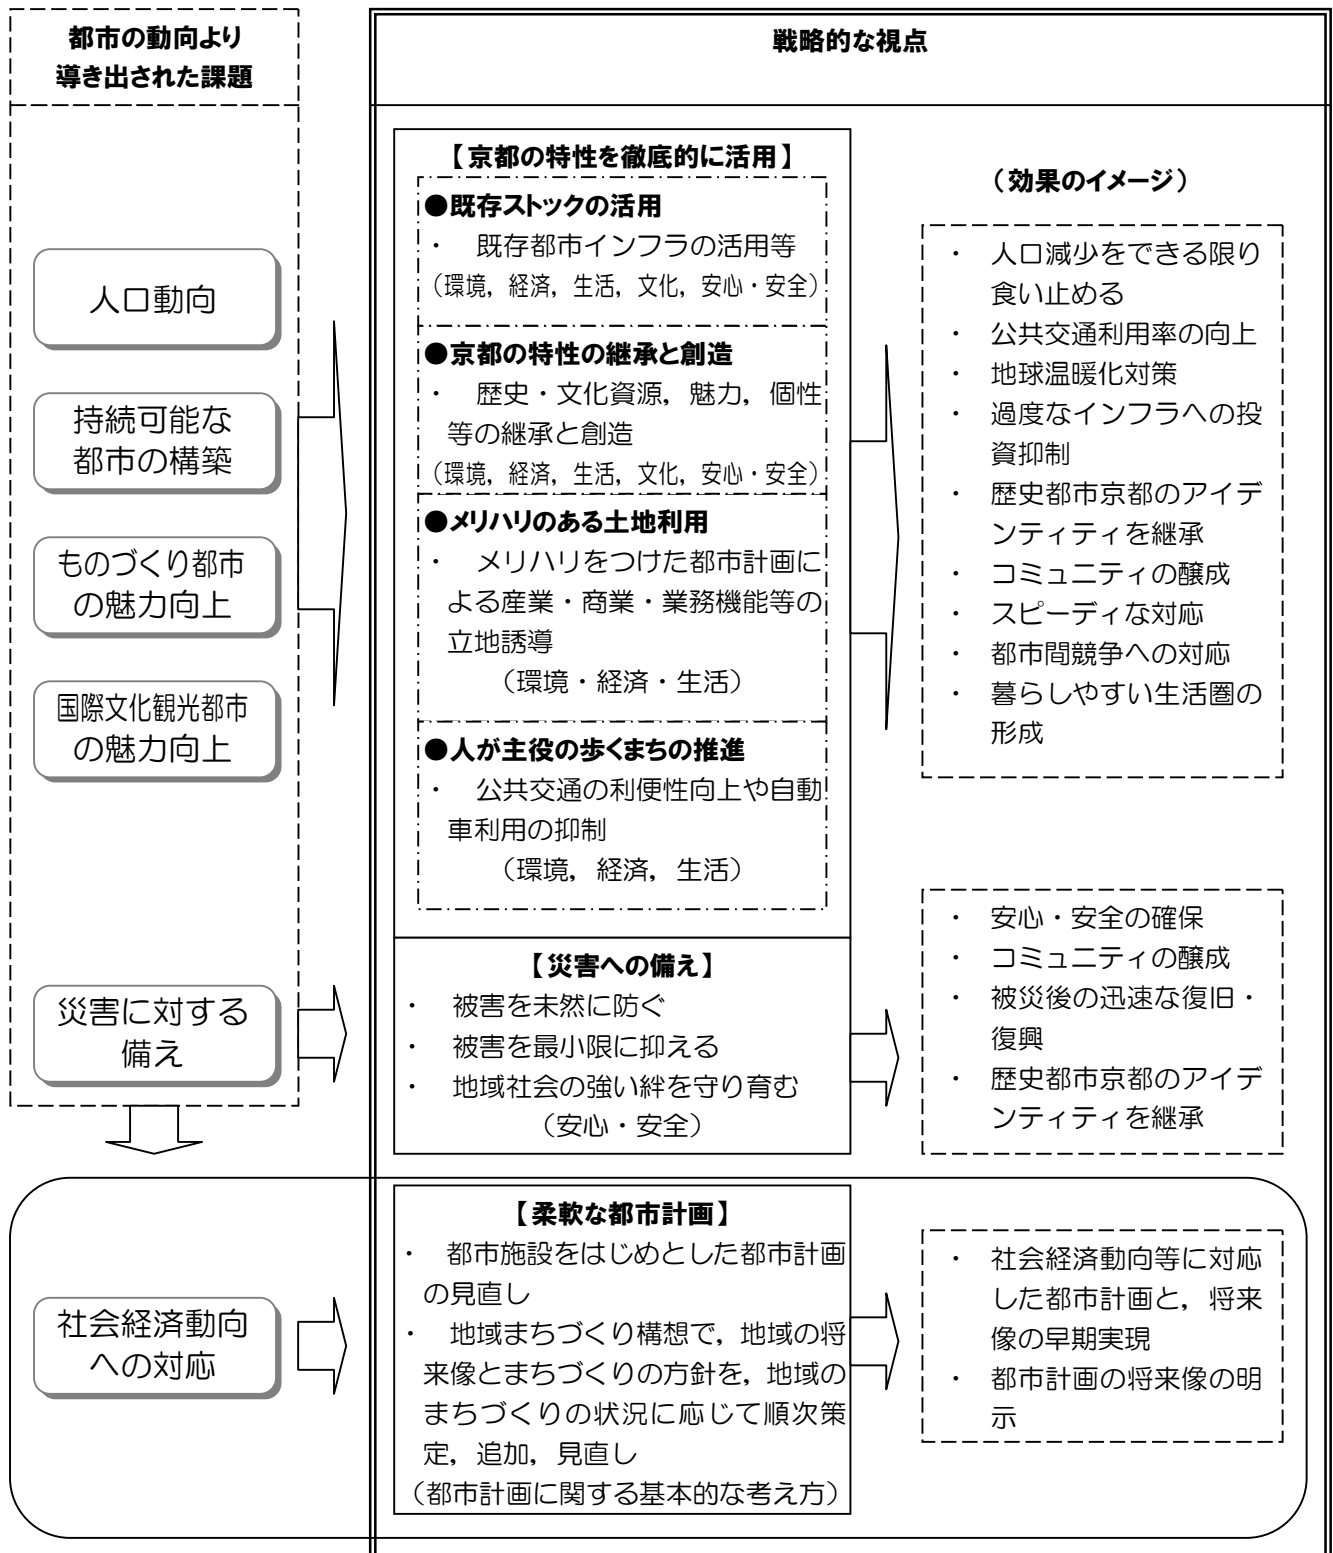 都市の動向より
導き出された課題
人口動向
持続可能な
都市の構築
ものづくり都市
の魅力向上
国際文化観光都市
の魅力向上
災害に対する
備え
社会経済動向
への対応
戦略的な視点
【京都の特性を徹底的に活用】
●既存ストックの活用
・ 既存都市インフラの活用等
（環境，経済，生活，文化，安心・安全）
●京都の特性の継承と創造
・ 歴史・文化資源，魅力，個性
等の継承と創造
（環境，経済，生活，文化，安心・安全）
●メリハリのある土地利用
・ メリハリをつけた都市計画に
よる産業・商業・業務機能等の
立地誘導
（環境・経済・生活）
●人が主役の歩くまちの推進
・ 公共交通の利便性向上や自動
車利用の抑制
（環境，経済，生活）
【災害への備え】
・ 被害を未然に防ぐ
・ 被害を最小限に抑える
・ 地域社会の強い絆を守り育む
（安心・安全）
【柔軟な都市計画】
・ 都市施設をはじめとした都市計画
の見直し
・ 地域まちづくり構想で，地域の将
来像とまちづくりの方針を，地域の
まちづくりの状況に応じて順次策
定，追加，見直し
（都市計画に関する基本的な考え方）
（効果のイメージ）
・ 人口減少をできる限り
食い止める
・ 公共交通利用率の向上
・ 地球温暖化対策
・ 過度なインフラへの投
資抑制
・ 歴史都市京都のアイデ
ンティティを継承
・ コミュニティの醸成
・ スピーディな対応
・ 都市間競争への対応
・ 暮らしやすい生活圏の
形成
・ 安心・安全の確保
・ コミュニティの醸成
・ 被災後の迅速な復旧・
復興
・ 歴史都市京都のアイデ
ンティティを継承
・ 社会経済動向等に対応
した都市計画と，将来
像の早期実現
・ 都市計画の将来像の明
示